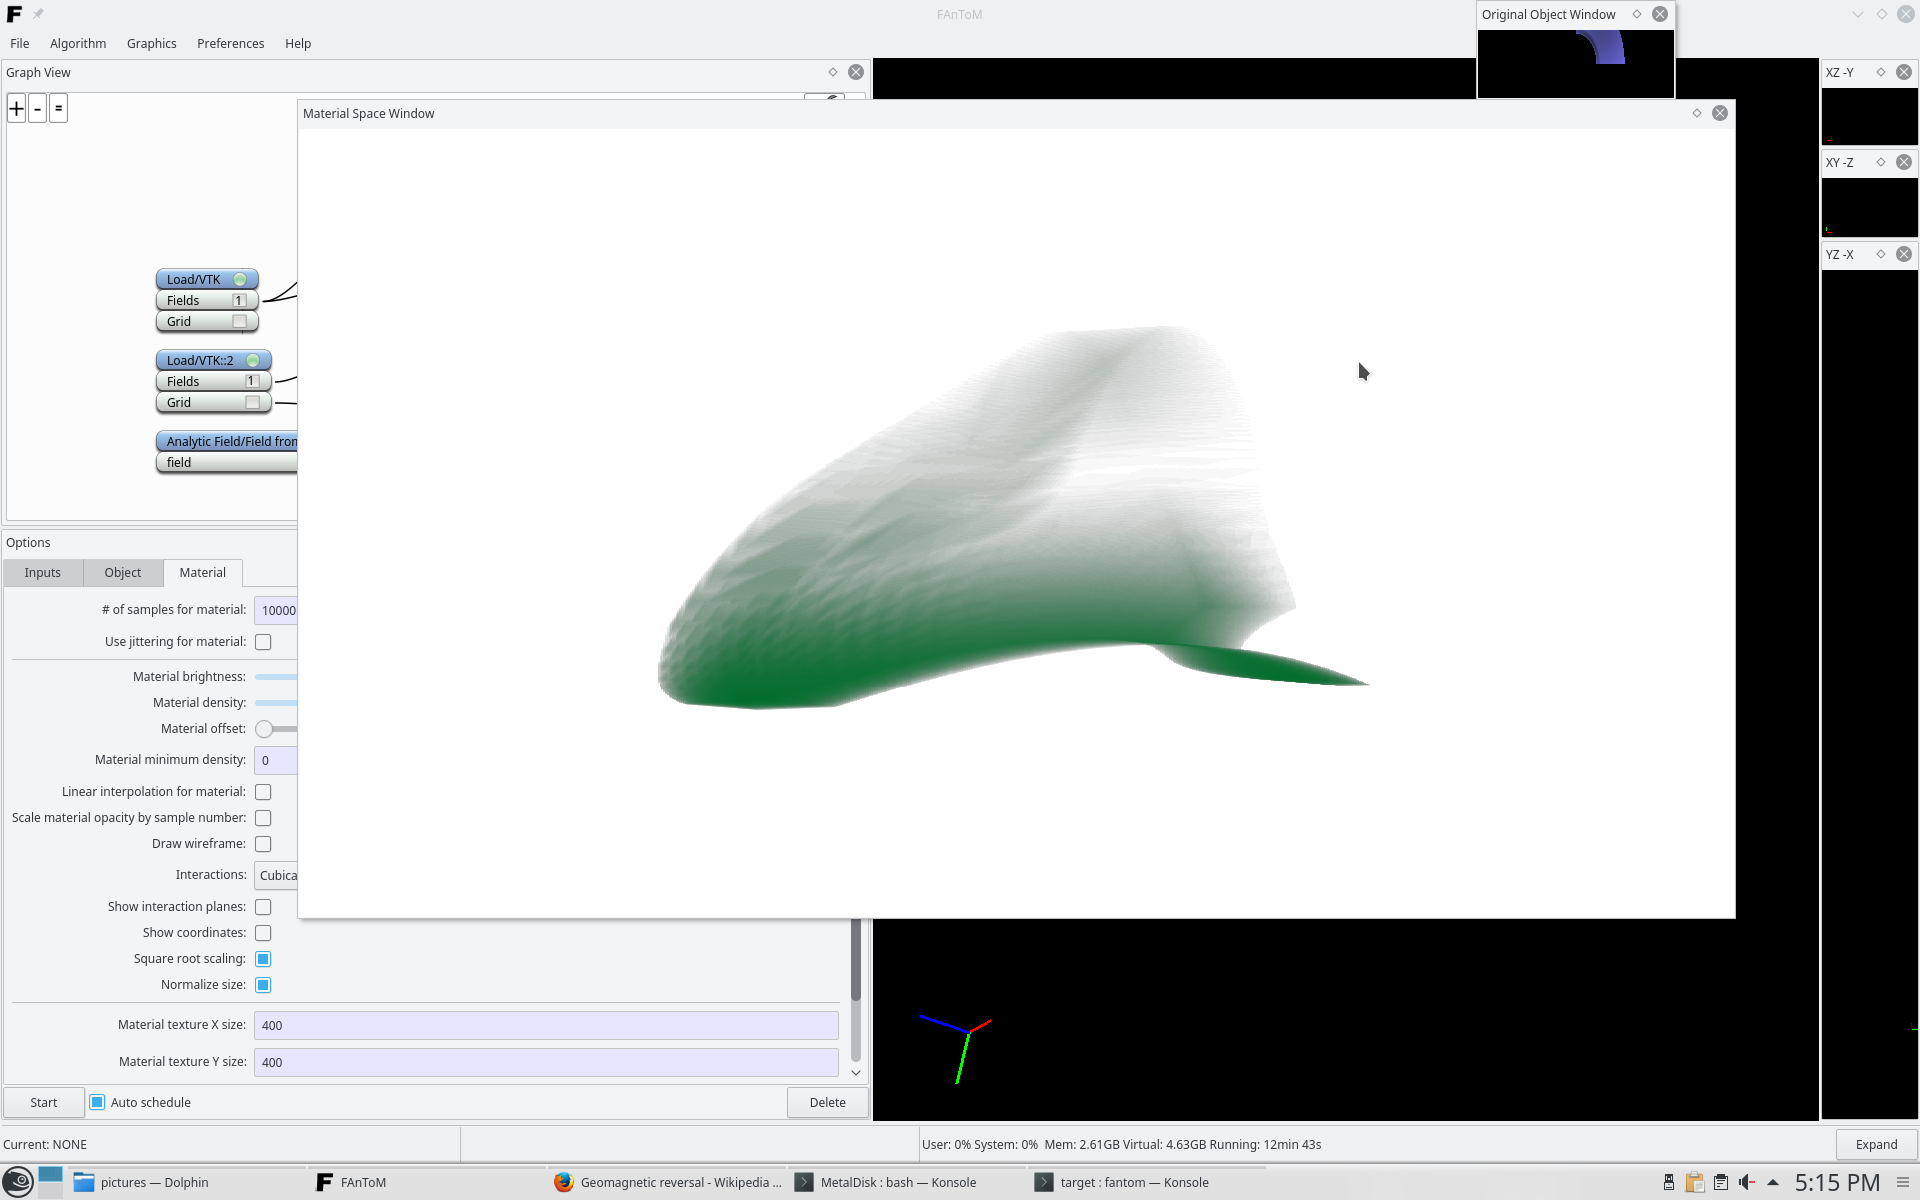 FAnToM
Original Object Window
File Algorithm Graphics Preferences Help
Graph View
XZ -Y
+ - =
Material Space Window
XY -Z
YZ -X
Load/VTK
Fields 1
Grid
Load/VTK::2
Fields 1
Grid
Analytic Field/Field fron
field
Options
Inputs Object Material
# of samples for material: 10000
Use jittering for material:
Material brightness:
Material density:
Material offset:
Material minimum density: 0
Linear interpolation for material:
Scale material opacity by sample number:
Draw wireframe:
Interactions: Cubica
Show interaction planes:
Show coordinates:
Square root scaling:
Normalize size:
Material texture X size: 400
Material texture Y size: 400
Start Auto schedule Delete
Current: NONE User: 0% System: 0% Mem: 2.61GB Virtual: 4.63GB Running: 12min 43s Expand
pictures — Dolphin FAnToM Geomagnetic reversal - Wikipedia ... MetalDisk : bash — Konsole target : fantom — Konsole 5:15 PM